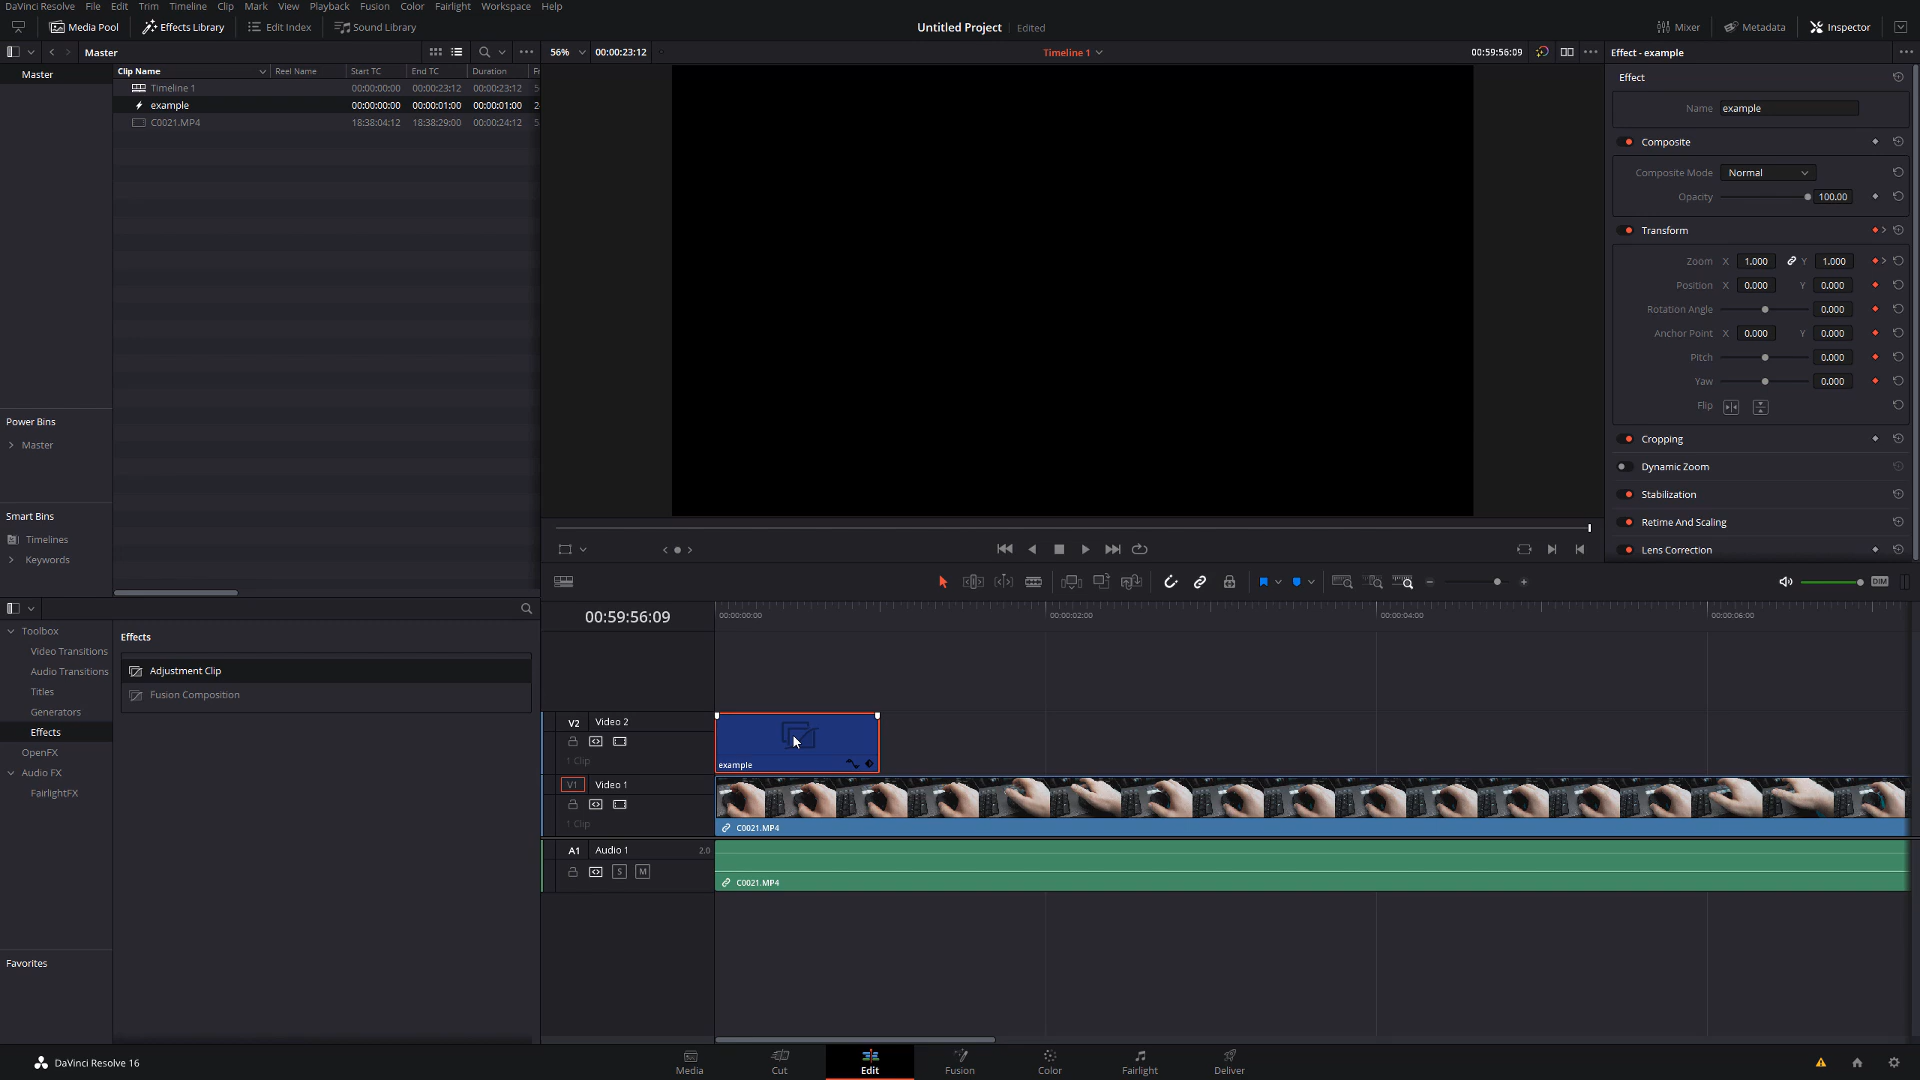 DaVinci Resolve File Edit Trim Timeline Clip Mark View Playback Fusion Color Fairlight Workspace Help
Media Pool Effects Library Edit Index Sound Library Untitled Project Edited Mixer Metadata Inspector
Master 56% 00:00:23:12 Timeline 1 00:59:56:09 Effect - example
Master
Clip Name Reel Name Start TC End TC Duration
Timeline 1 00:00:00:00 00:00:23:12 00:00:23:12
example 00:00:00:00 00:00:01:00 00:00:01:00
C0021.MP4 18:38:04:12 18:38:29:00 00:00:24:12
Power Bins
Master
Smart Bins
Timelines
Keywords
Effect
Name example
Composite
Composite Mode Normal
Opacity 100.00
Transform
Zoom X 1.000 Y 1.000
Position X 0.000 Y 0.000
Rotation Angle 0.000
Anchor Point X 0.000 Y 0.000
Pitch 0.000
Yaw 0.000
Flip
Cropping
Dynamic Zoom
Stabilization
Retime And Scaling
Lens Correction
DIM
Toolbox
Video Transitions
Audio Transitions
Titles
Generators
Effects
OpenFX
Audio FX
FairlightFX
Favorites
Effects
Adjustment Clip
Fusion Composition
00:59:56:09 00:00:00:00 00:00:02:00 00:00:04:00 00:00:06:00
V2 Video 2
1 Clip
example
V1 Video 1
1 Clip
C0021.MP4
A1 Audio 1 2.0
S M
C0021.MP4
DaVinci Resolve 16
Media Cut Edit Fusion Color Fairlight Deliver